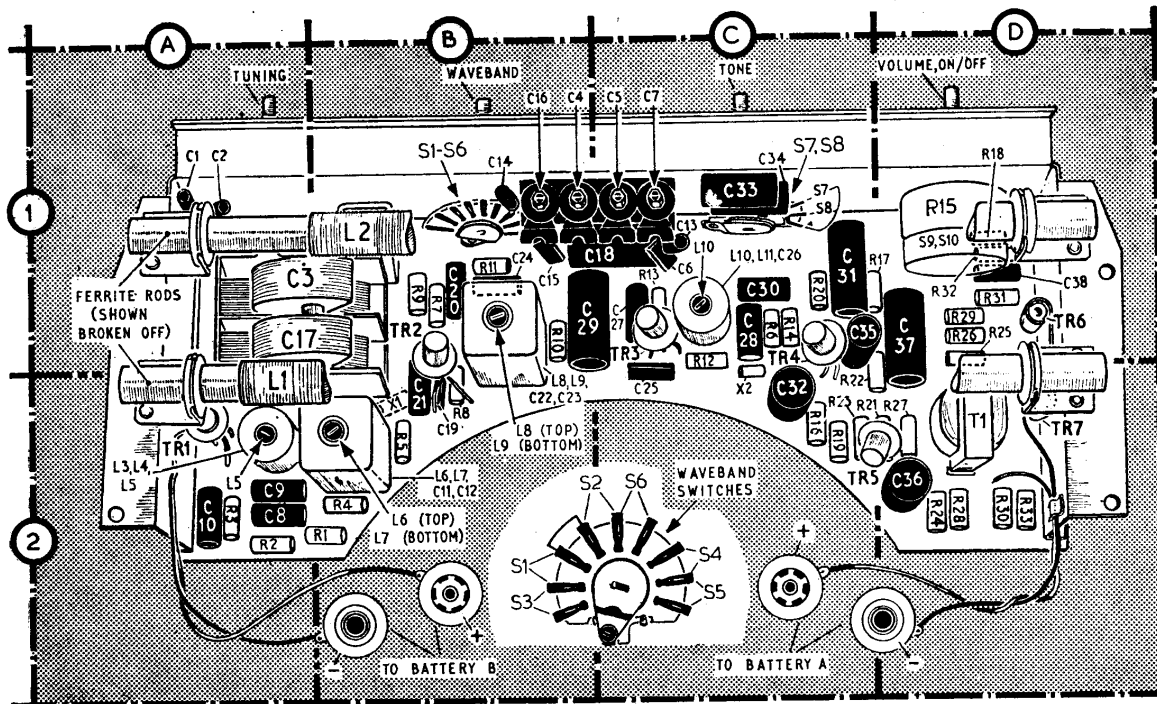 A
B
C
D
TUNING
WAVEBAND
TONE
VOLUME, ON/OFF
C16
C4
C5
C7
1
C1
C2
S1-S6
C14
C33
C34
S7, S8
S7
S8
R18
R15
S9, S10
L2
C3
C17
L1
FERRITE RODS
(SHOWN
BROKEN OFF)
R9
R7
C20
R11
C24
C15
C18
C13
C6
R13
L10
L10, L11, C26
C30
R20
C31
R17
R32
C38
R31
R29
R26
R25
TR6
TR2
R10
C29
C27
TR3
R12
C28
R6
R14
TR4
C35
C37
C25
X2
C32
R22
X1
C21
R8
C19
L8, L9,
C22, C23
L8 (TOP)
L9 (BOTTOM)
R16
R19
R23
R21
R27
TR5
C36
T1
TR7
TR1
L3, L4,
L5
L5
R5
L6, L7,
C11, C12
C10
R3
C9
C8
R4
R2
R1
L6 (TOP)
L7 (BOTTOM)
R24
R28
R30
R33
2
S2
S6
WAVEBAND
SWITCHES
S1
S4
S3
S5
+
-
TO BATTERY B
+
-
TO BATTERY A